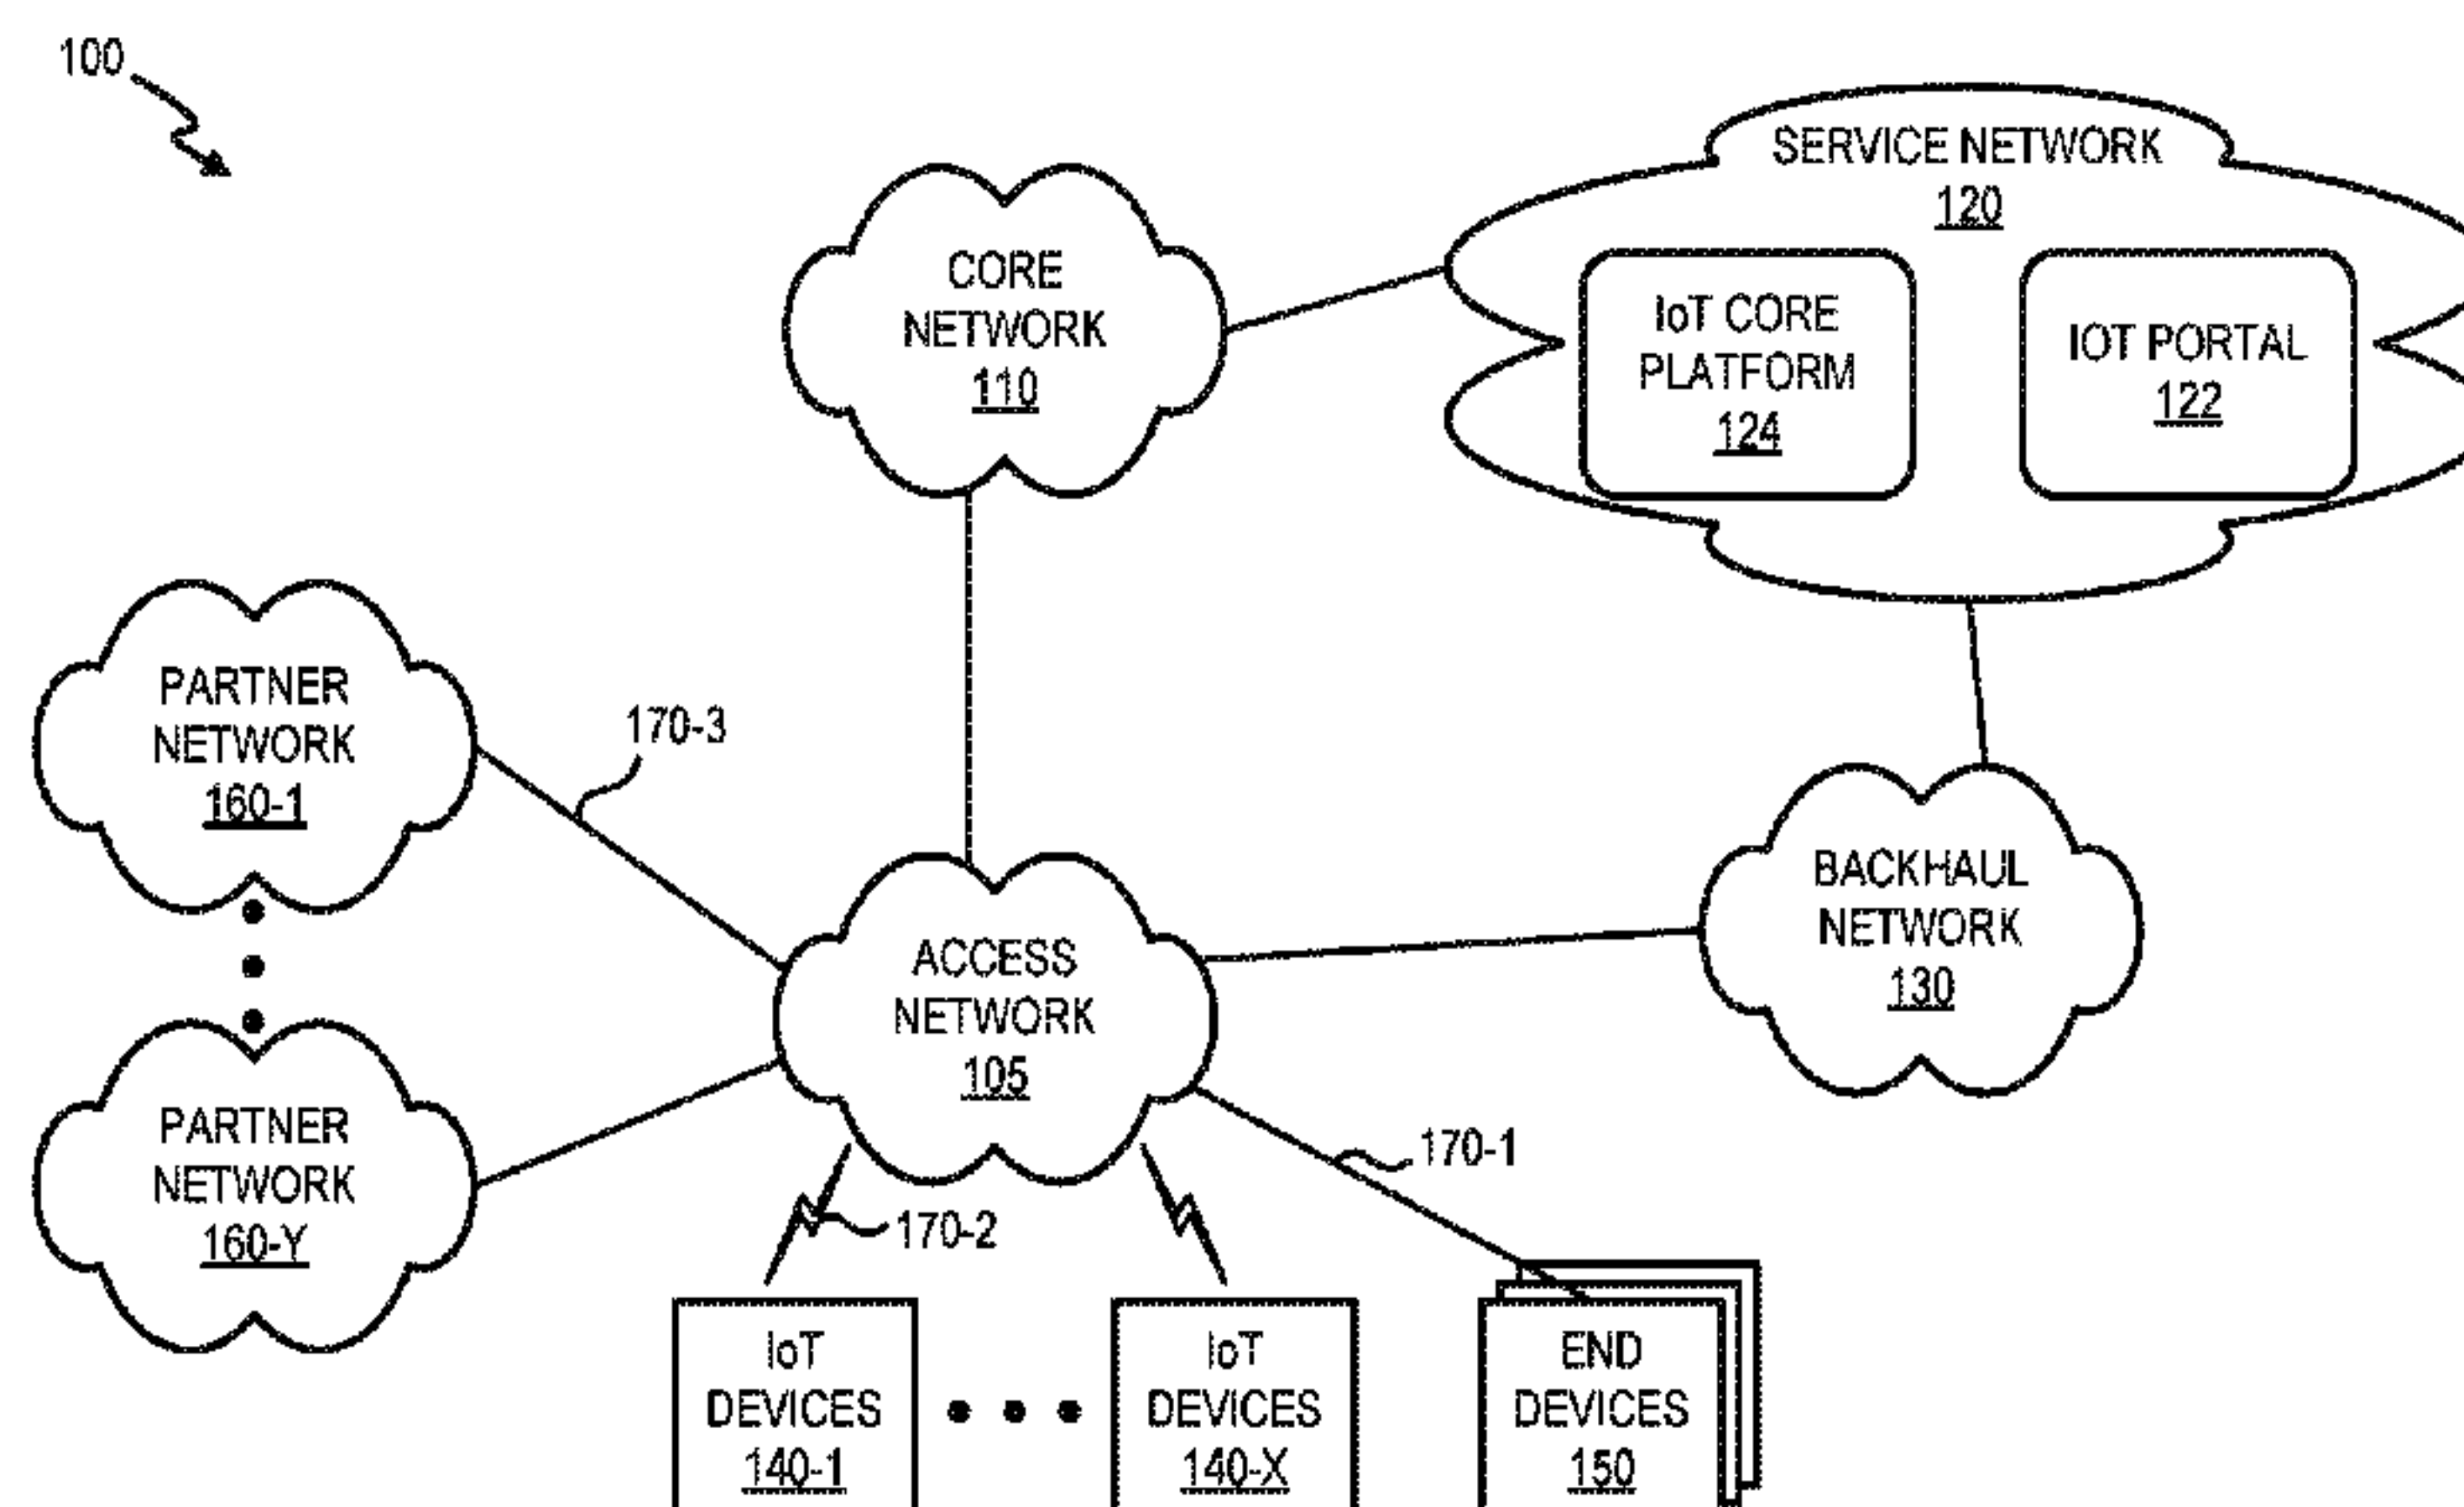 100
SERVICE NETWORK
120
CORE
NETWORK
110
IoT CORE
PLATFORM
124
IOT PORTAL
122
PARTNER
NETWORK
160-1
170-3
BACKHAUL
NETWORK
130
ACCESS
NETWORK
105
PARTNER
NETWORK
160-Y
170-1
170-2
IoT
DEVICES
140-1
IoT
DEVICES
140-X
END
DEVICES
150